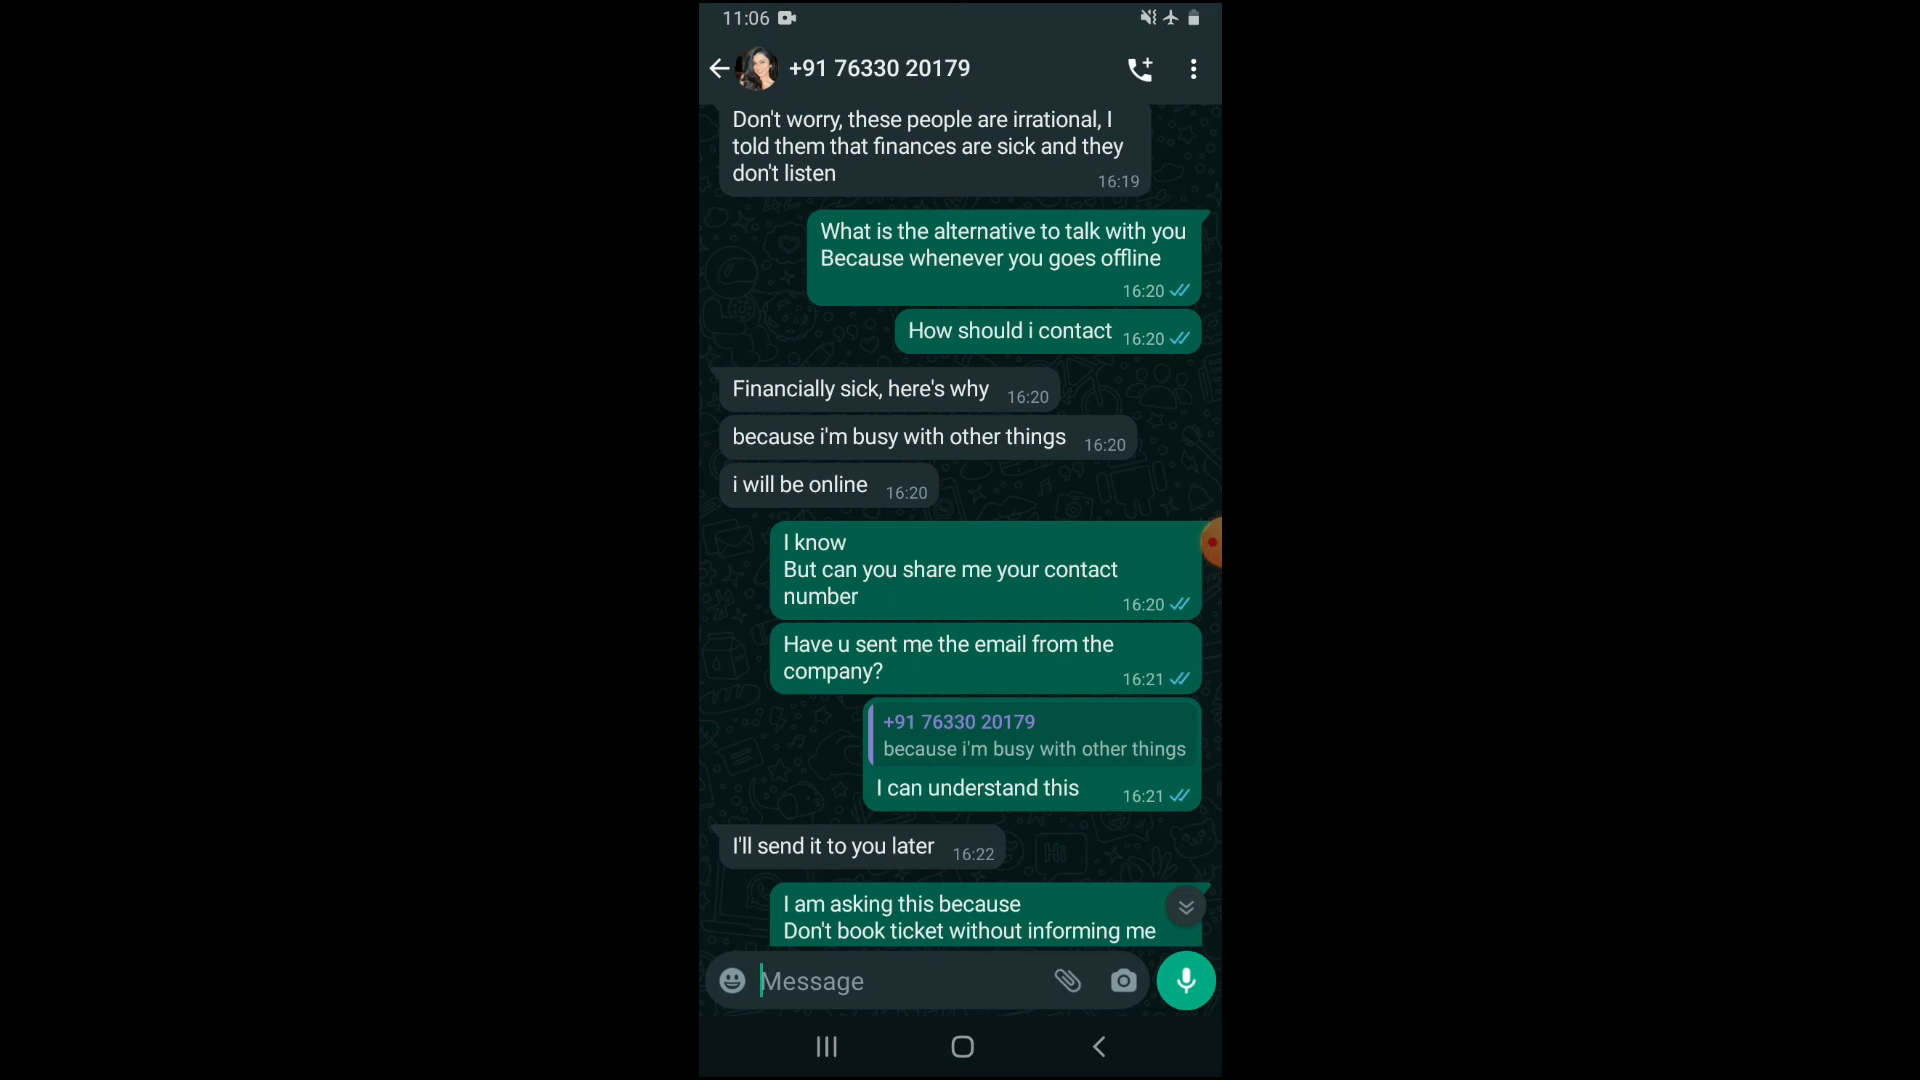 11:06
+91 76330 20179
Don't worry, these people are irrational, I
told them that finances are sick and they
don't listen
16:19
What is the alternative to talk with you
Because whenever you goes offline
16:20
How should i contact 16:20
Financially sick, here's why 16:20
because i'm busy with other things 16:20
i will be online 16:20
I know
But can you share me your contact
number
16:20
Have u sent me the email from the
company?
16:21
+91 76330 20179
because i'm busy with other things
I can understand this 16:21
I'll send it to you later 16:22
I am asking this because
Don't book ticket without informing me
Message